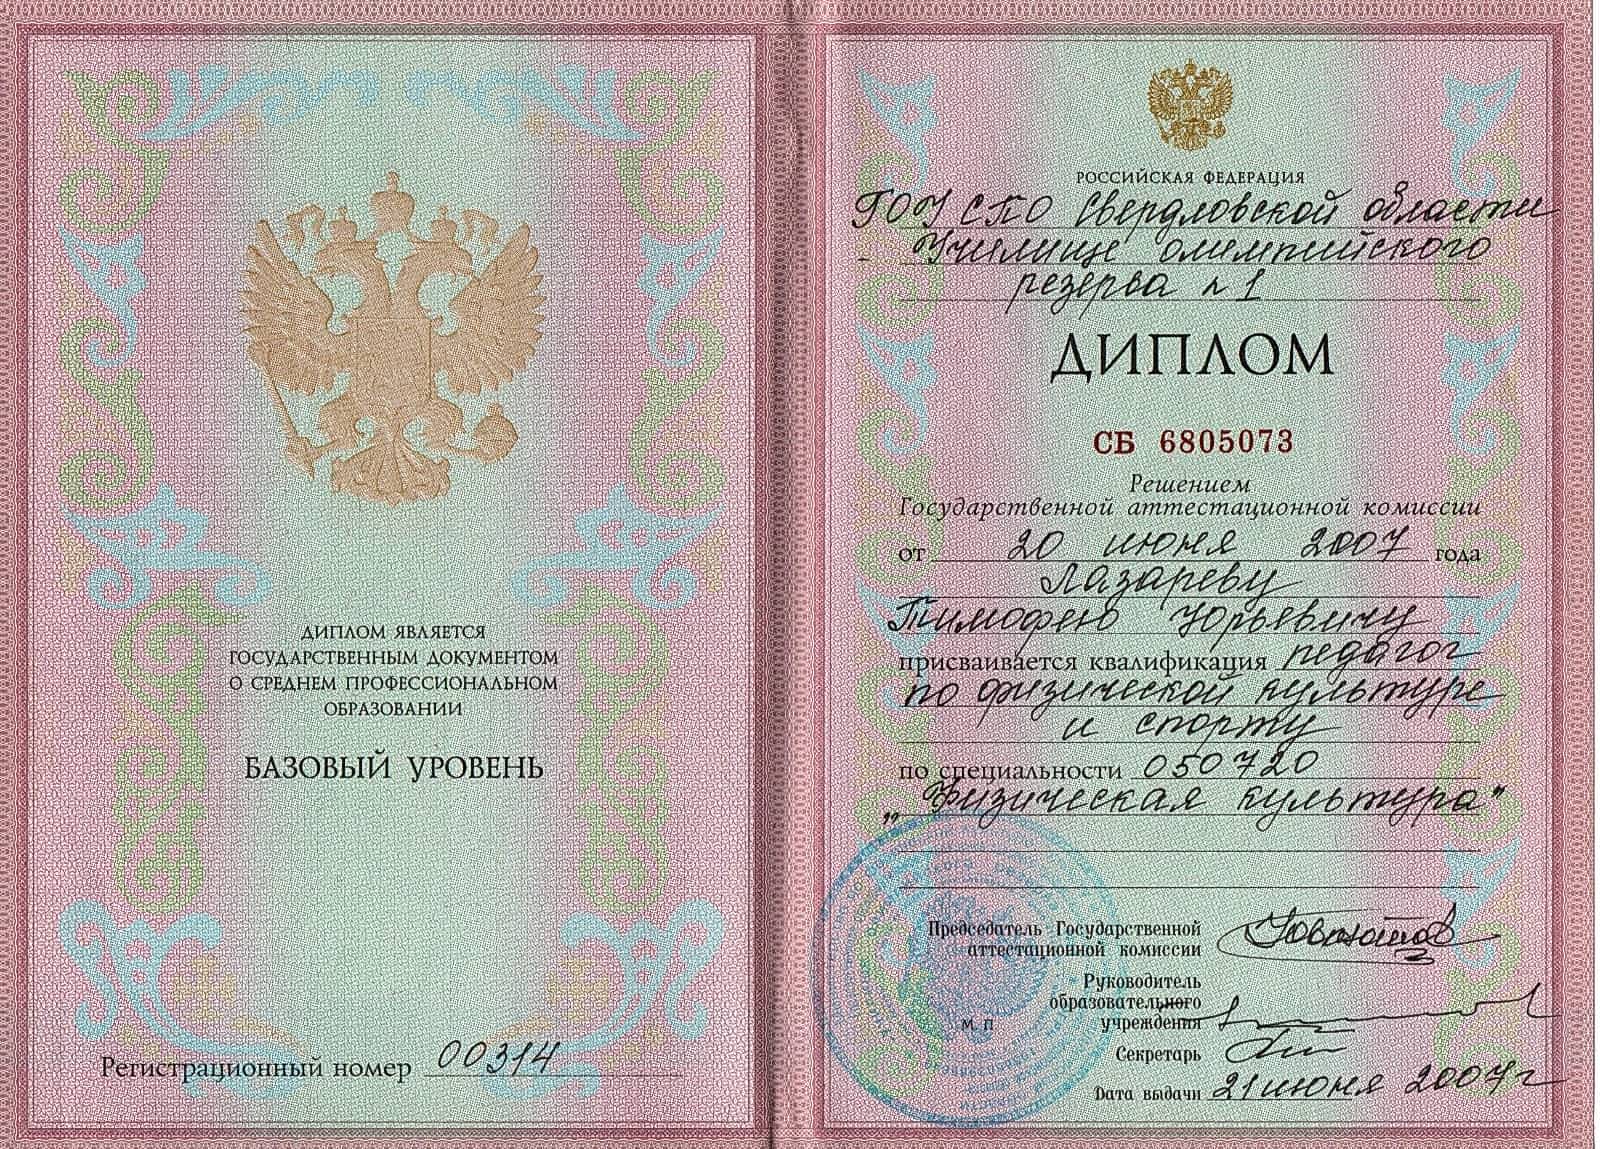 ДИПЛОМ ЯВЛЯЕТСЯ
ГОСУДАРСТВЕННЫМ ДОКУМЕНТОМ
О СРЕДНЕМ ПРОФЕССИОНАЛЬНОМ
ОБРАЗОВАНИИ
БАЗОВЫЙ УРОВЕНЬ
Регистрационный номер 00314
РОССИЙСКАЯ ФЕДЕРАЦИЯ
ГОУ СПО Свердловской области
Училище олимпийского
резерва № 1
ДИПЛОМ
СБ 6805073
Решением
Государственной аттестационной комиссии
от 20 июня 2007 года
Лазареву
Тимофею Юрьевичу
присваивается квалификация педагог
по физической культуре
и спорту
по специальности 050720
„Физическая культура"
Председатель Государственной
аттестационной комиссии
Руководитель
образовательного
учреждения
М. П
Секретарь
Дата выдачи 21 июня 2007 г